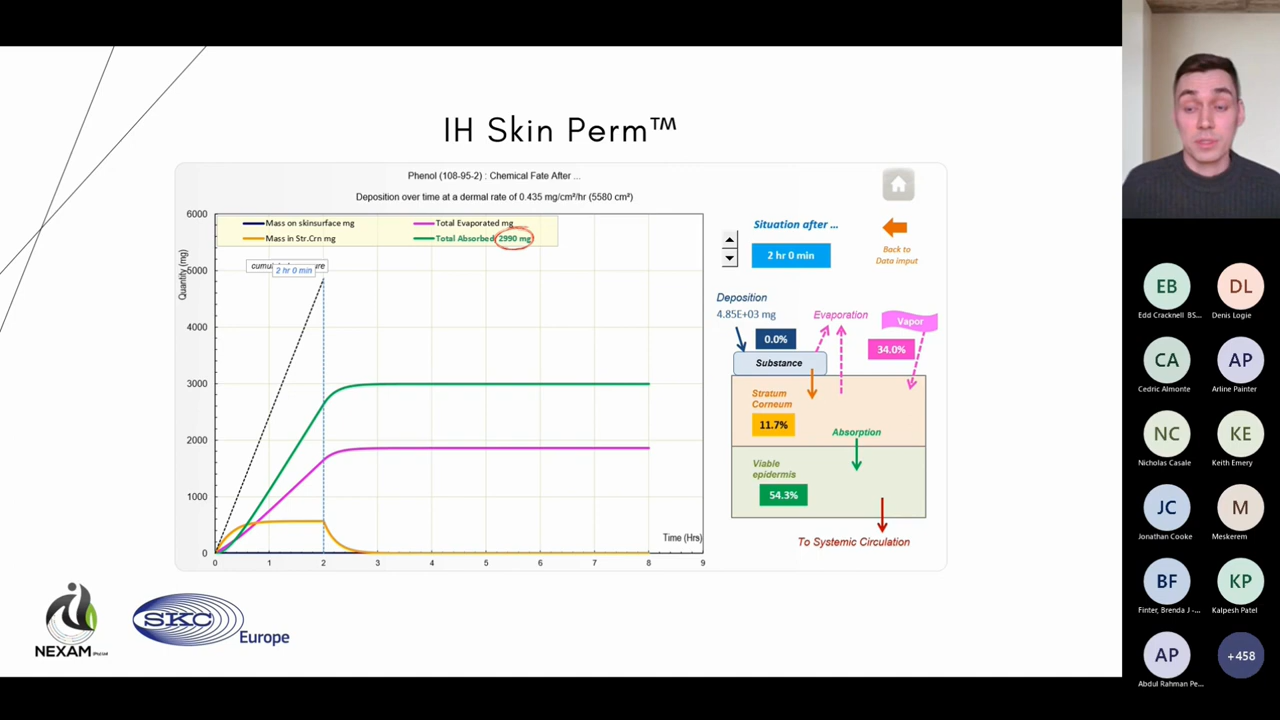 IH Skin Perm™
Phenol (108-95-2) : Chemical Fate After ...
Deposition over time at a dermal rate of 0.435 mg/cm²/hr (5580 cm²)
Mass on skinsurface mg
Total Evaporated mg
Mass in Str.Crn mg
Total Absorbed 2990 mg
2 hr 0 min
Quantity (mg)
6000
5000
4000
3000
2000
1000
0
0 1 2 3 4 5 6 7 8 9
Time (Hrs)
Situation after ...
2 hr 0 min
Back to
Data imput
Deposition
4.85E+03 mg
Evaporation
Vapor
0.0%
34.0%
Substance
Stratum
Corneum
11.7%
Absorption
Viable
epidermis
54.3%
To Systemic Circulation
NEXAM
SKC
Europe
EB
Edd Cracknell BS...
DL
Denis Logie
CA
Cedric Almonte
AP
Arline Painter
NC
Nicholas Casale
KE
Keith Emery
JC
Jonathan Cooke
M
Meskerem
BF
Finter, Brenda J -...
KP
Kalpesh Patel
AP
Abdul Rahman Pe...
+458